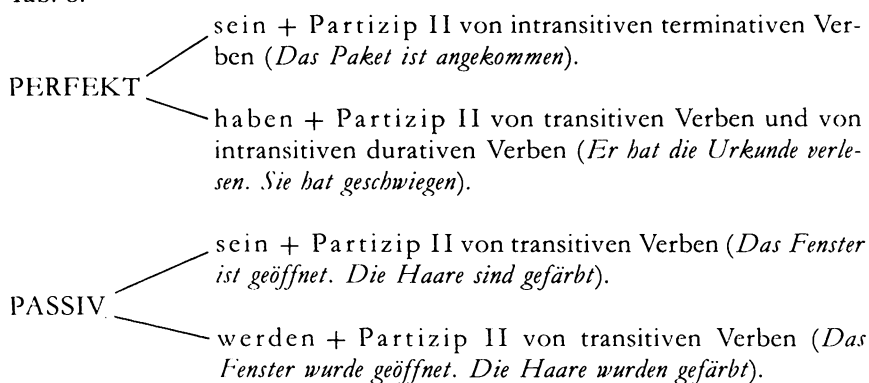 sein + Partizip II von intransitiven terminativen Ver-
ben (Das Paket ist angekommen).
PERFEKT
haben + Partizip II von transitiven Verben und von
intransitiven durativen Verben (Er hat die Urkunde verle-
sen. Sie hat geschwiegen).
sein + Partizip II von transitiven Verben (Das Fenster
ist geöffnet. Die Haare sind gefärbt).
PASSIV
werden + Partizip II von transitiven Verben (Das
Fenster wurde geöffnet. Die Haare wurden gefärbt).